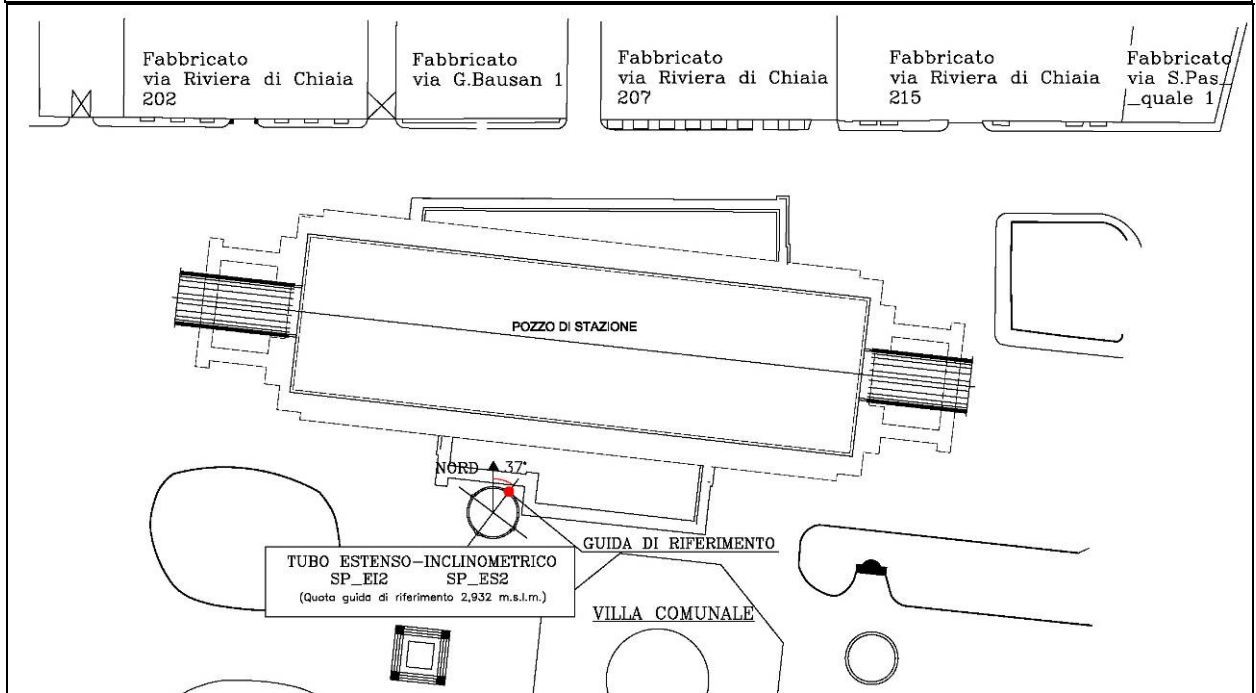 Fabbricato
via Riviera di Chiaia
202
Fabbricato
via G.Bausan 1
Fabbricato
via Riviera di Chiaia
207
Fabbricato
via Riviera di Chiaia
215
Fabbricato
via S.Pas_
_quale 1
POZZO DI STAZIONE
NORD 37°
GUIDA DI RIFERIMENTO
TUBO ESTENSO-INCLINOMETRICO
SP_EI2 SP_ES2
(Quota guida di riferimento 2,932 m.s.l.m.)
VILLA COMUNALE